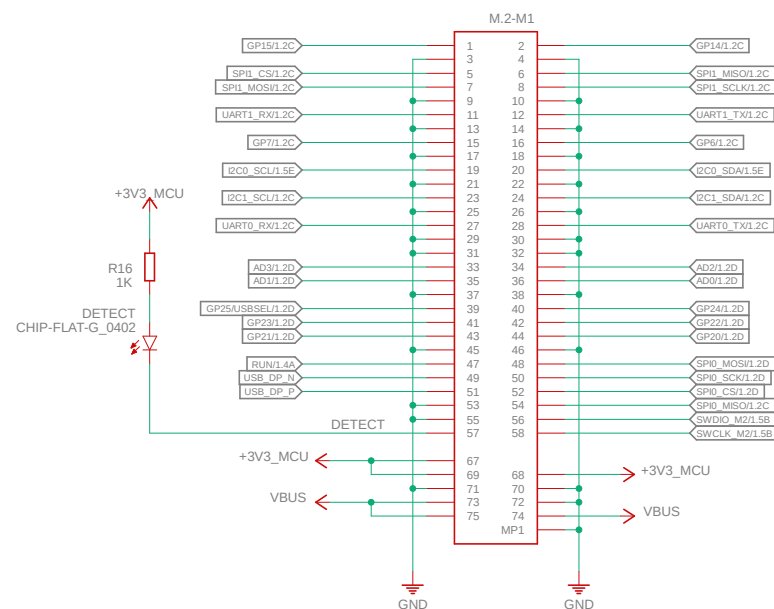 M.2-M1
GP15/1.2C 1 2 GP14/1.2C
3 4
SPI1_CS/1.2C 5 6 SPI1_MISO/1.2C
SPI1_MOSI/1.2C 7 8 SPI1_SCLK/1.2C
9 10
UART1_RX/1.2C 11 12 UART1_TX/1.2C
13 14
GP7/1.2C 15 16 GP6/1.2C
17 18
I2C0_SCL/1.5E 19 20 I2C0_SDA/1.5E
21 22
+3V3_MCU
I2C1_SCL/1.2C 23 24 I2C1_SDA/1.2C
25 26
UART0_RX/1.2C 27 28 UART0_TX/1.2C
29 30
31 32
R16
AD3/1.2D 33 34 AD2/1.2D
1K
AD1/1.2D 35 36 AD0/1.2D
37 38
GP25/USBSEL/1.2D 39 40 GP24/1.2D
DETECT
CHIP-FLAT-G_0402
GP23/1.2D 41 42 GP22/1.2D
GP21/1.2D 43 44 GP20/1.2D
45 46
RUN/1.4A 47 48 SPI0_MOSI/1.2D
USB_DP_N 49 50 SPI0_SCK/1.2D
USB_DP_P 51 52 SPI0_CS/1.2D
53 54 SPI0_MISO/1.2C
55 56 SWDIO_M2/1.5B
DETECT 57 58 SWCLK_M2/1.5B
+3V3_MCU 67
69 68 +3V3_MCU
71 70
VBUS 73 72
75 74 VBUS
MP1
GND GND